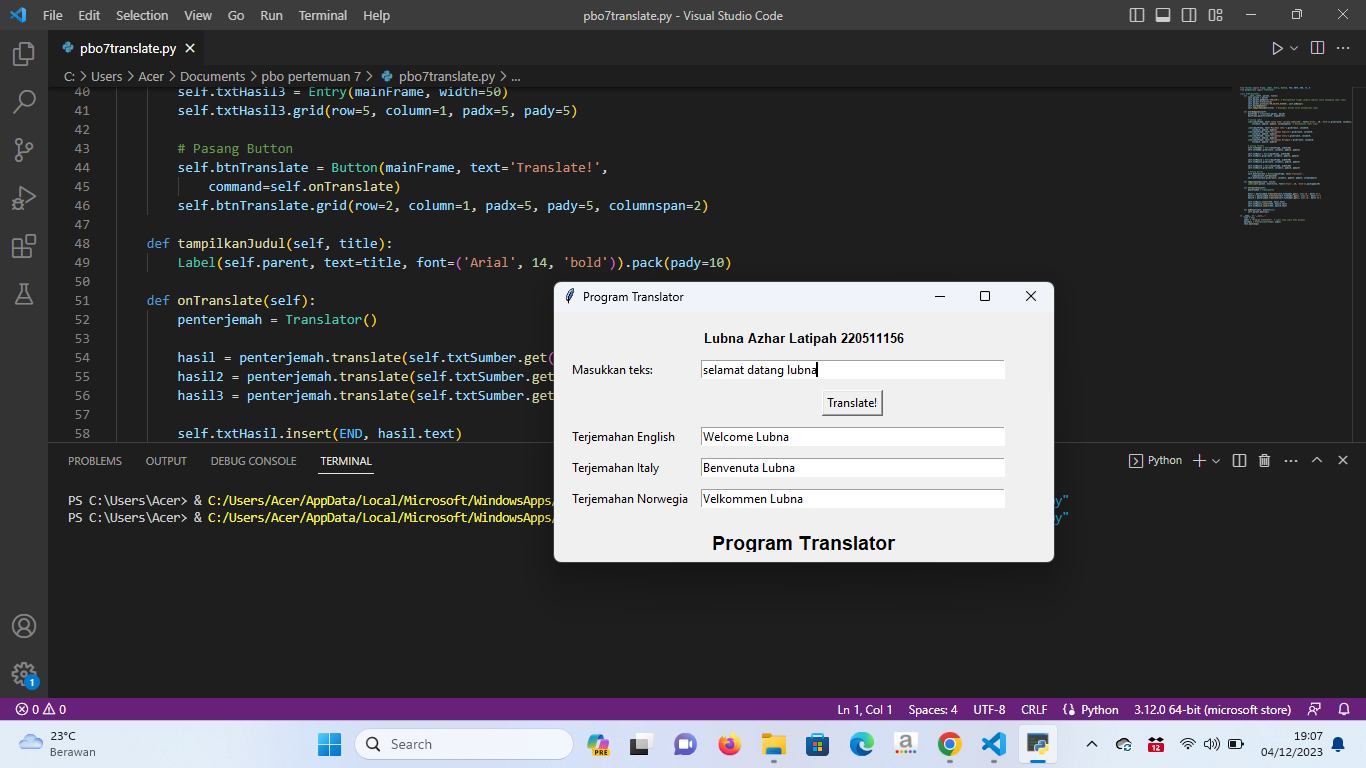 File Edit Selection View Go Run Terminal Help
pbo7translate.py - Visual Studio Code
pbo7translate.py
C: > Users > Acer > Documents > pbo pertemuan 7 > pbo7translate.py > ...
40 self.txtHasil3 = Entry(mainFrame, width=50)
41 self.txtHasil3.grid(row=5, column=1, padx=5, pady=5)
42
43 # Pasang Button
44 self.btnTranslate = Button(mainFrame, text='Translate!',
45 command=self.onTranslate)
46 self.btnTranslate.grid(row=2, column=1, padx=5, pady=5, columnspan=2)
47
48 def tampilkanJudul(self, title):
49 Label(self.parent, text=title, font=('Arial', 14, 'bold')).pack(pady=10)
50
51 def onTranslate(self):
52 penterjemah = Translator()
53
54 hasil = penterjemah.translate(self.txtSumber.get(
55 hasil2 = penterjemah.translate(self.txtSumber.get
56 hasil3 = penterjemah.translate(self.txtSumber.get
57
58 self.txtHasil.insert(END, hasil.text)
Program Translator
Lubna Azhar Latipah 220511156
Masukkan teks: selamat datang lubna
Translate!
Terjemahan English Welcome Lubna
Terjemahan Italy Benvenuta Lubna
Terjemahan Norwegia Velkommen Lubna
Program Translator
PROBLEMS OUTPUT DEBUG CONSOLE TERMINAL
Python
PS C:\Users\Acer> & C:/Users/Acer/AppData/Local/Microsoft/WindowsApps/ y"
PS C:\Users\Acer> & C:/Users/Acer/AppData/Local/Microsoft/WindowsApps/ y"
1
0 0
Ln 1, Col 1 Spaces: 4 UTF-8 CRLF Python 3.12.0 64-bit (microsoft store)
23°C
Berawan
Search
PRE
a
12
19:07
04/12/2023